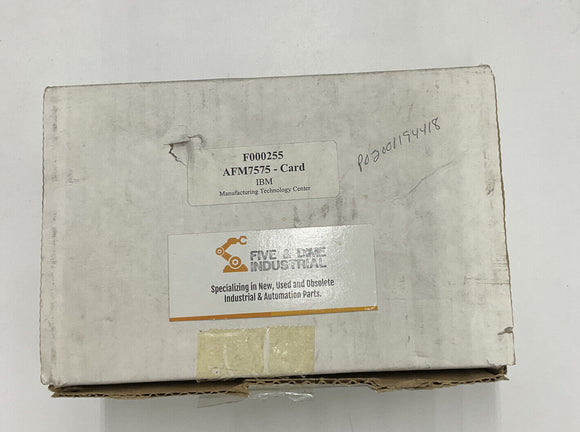 F000255
AFM7575 - Card
IBM
Manufacturing Technology Center
PO2001194418
FIVE & DIME
INDUSTRIAL
Specializing in New, Used and Obsolete
Industrial & Automation Parts.